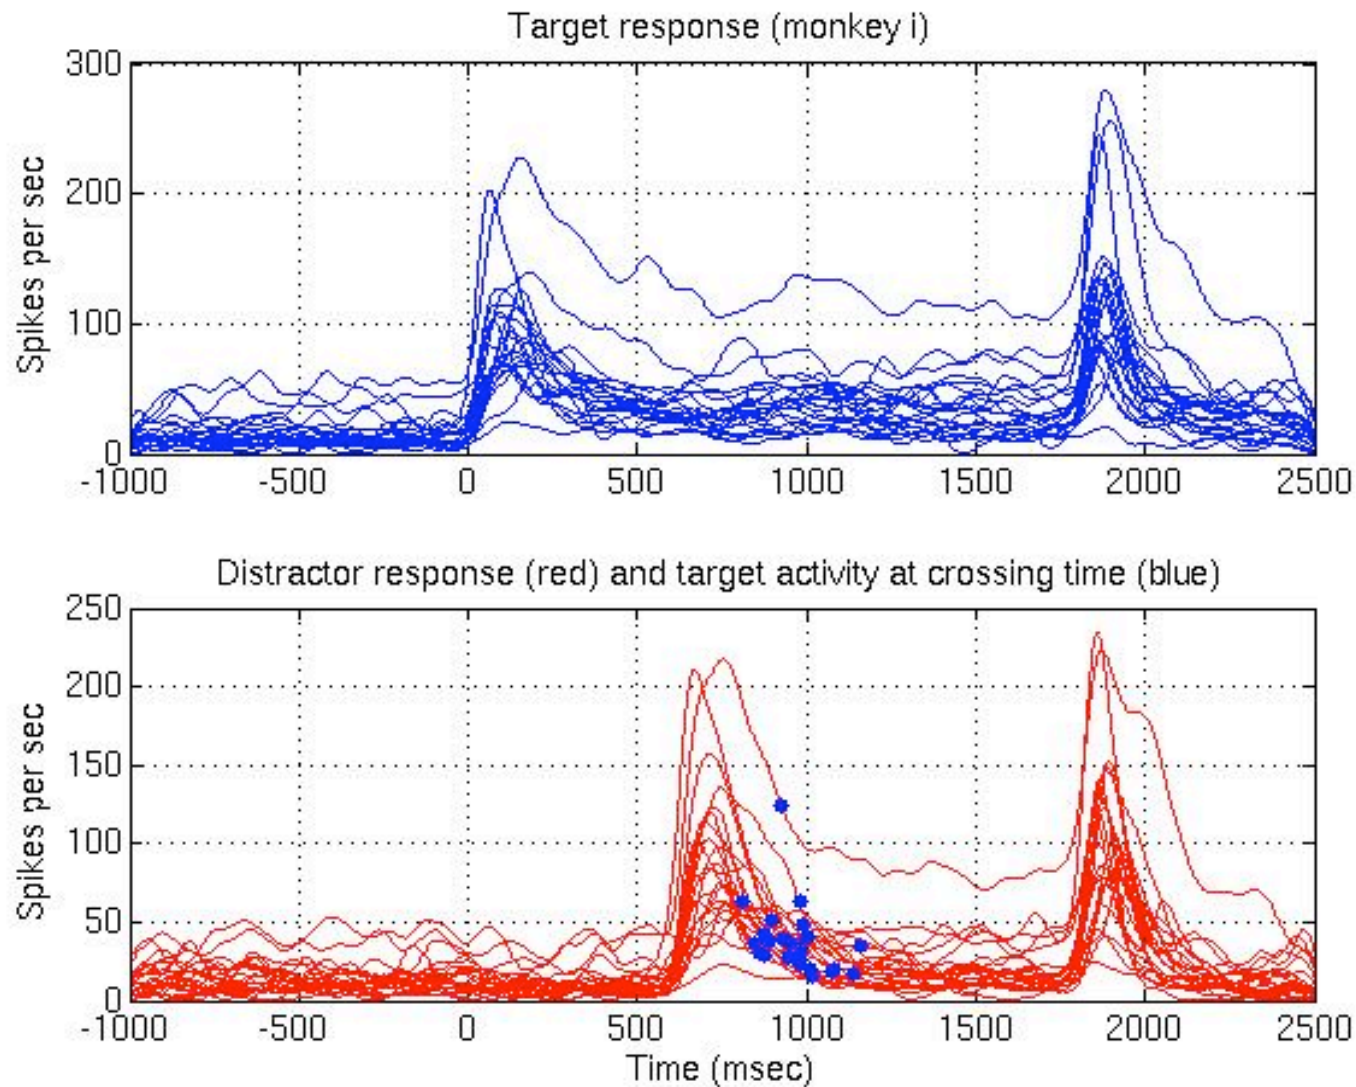 Target response (monkey i)
300
200
100
0
Spikes per sec
-1000 -500 0 500 1000 1500 2000 2500
Distractor response (red) and target activity at crossing time (blue)
250
200
150
100
50
0
Spikes per sec
-1000 -500 0 500 1000 1500 2000 2500
Time (msec)